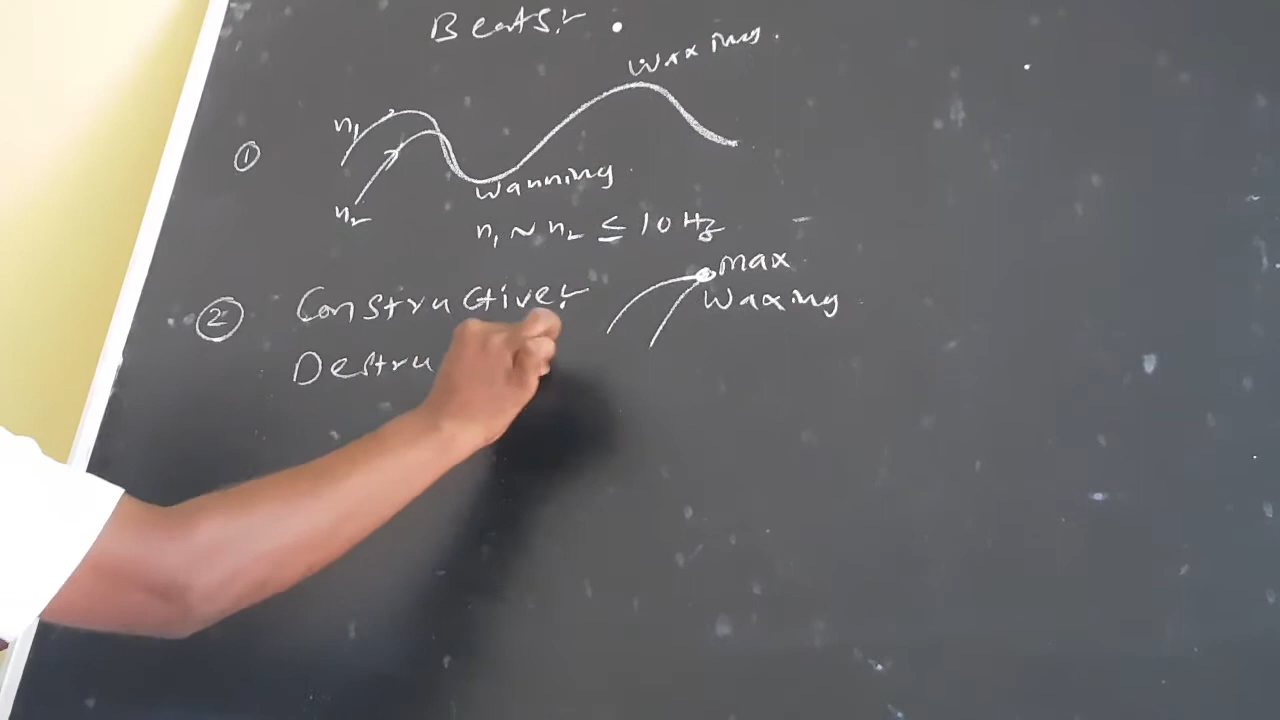 Beats:-
Waxing.
n₁
①
Wanning.
n₂
n₁ ~ n₂ ≤ 10 Hz
max
② Constructive:-
Waxing
Destru